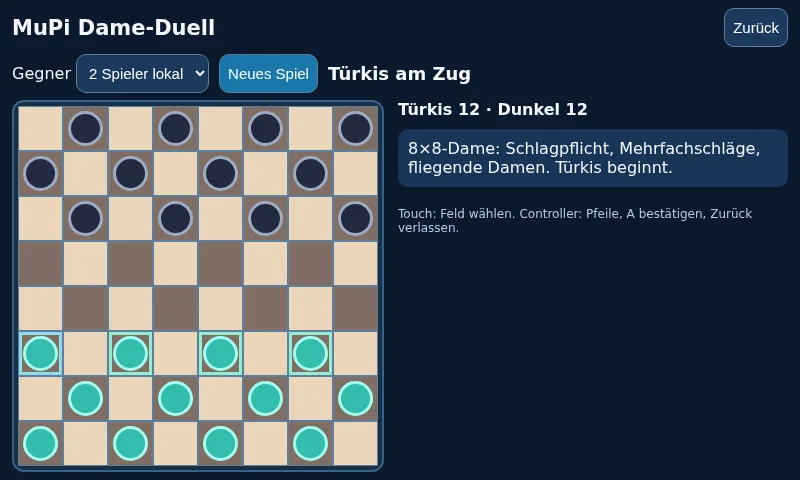 MuPi Dame-Duell
Zurück
Gegner
2 Spieler lokal
Neues Spiel
Türkis am Zug
Türkis 12 · Dunkel 12
8×8-Dame: Schlagpflicht, Mehrfachschläge,
fliegende Damen. Türkis beginnt.
Touch: Feld wählen. Controller: Pfeile, A bestätigen, Zurück
verlassen.